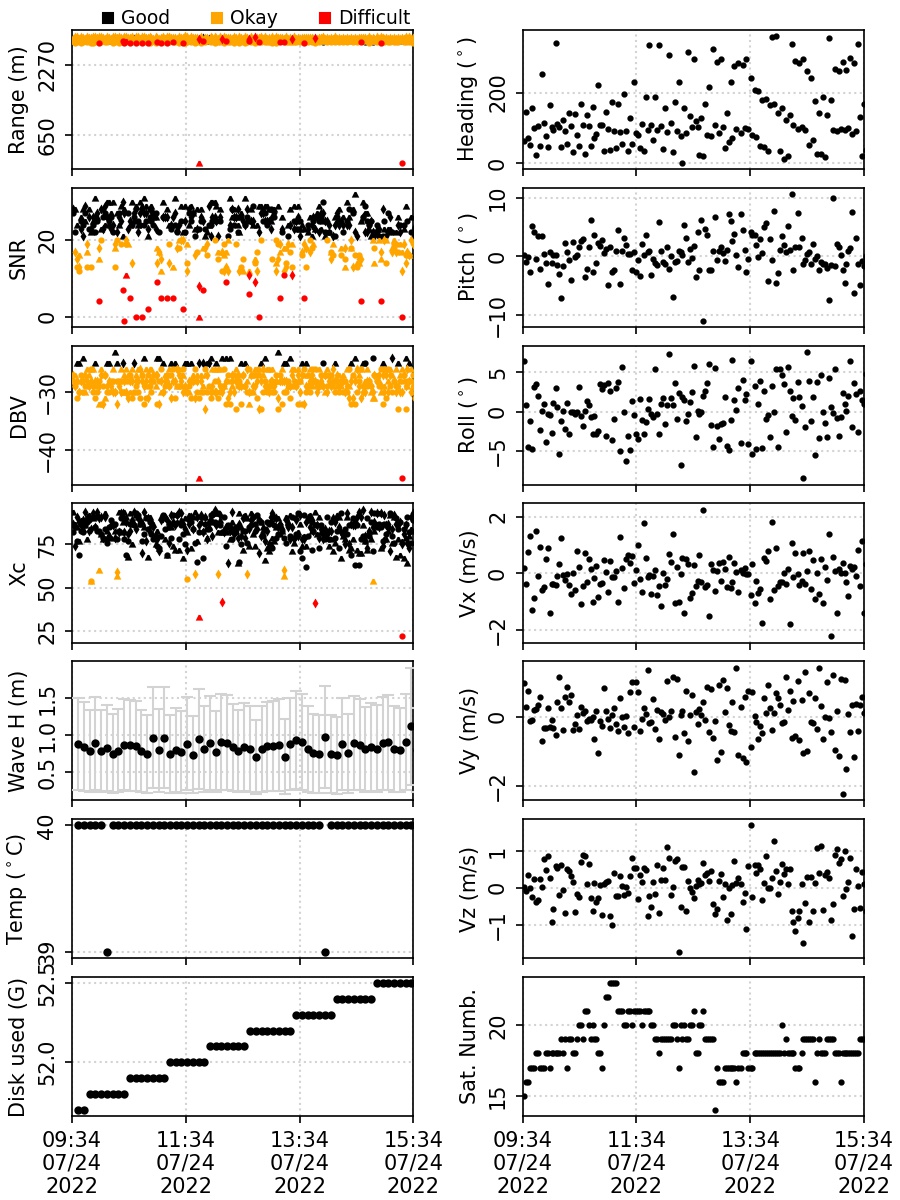 Good Okay Difficult
Range (m)
2270
650
Heading (°)
200
0
SNR
20
0
Pitch (°)
10
0
−10
DBV
−30
−40
Roll (°)
5
0
−5
Xc
75
50
25
Vx (m/s)
2
0
−2
Wave H (m)
1.5
1.0
0.5
Vy (m/s)
0
−2
Temp (°C)
40
39
Vz (m/s)
1
0
−1
Disk used (G)
52.5
52.0
Sat. Numb.
20
15
09:34 11:34 13:34 15:34
07/24 07/24 07/24 07/24
2022 2022 2022 2022
09:34 11:34 13:34 15:34
07/24 07/24 07/24 07/24
2022 2022 2022 2022